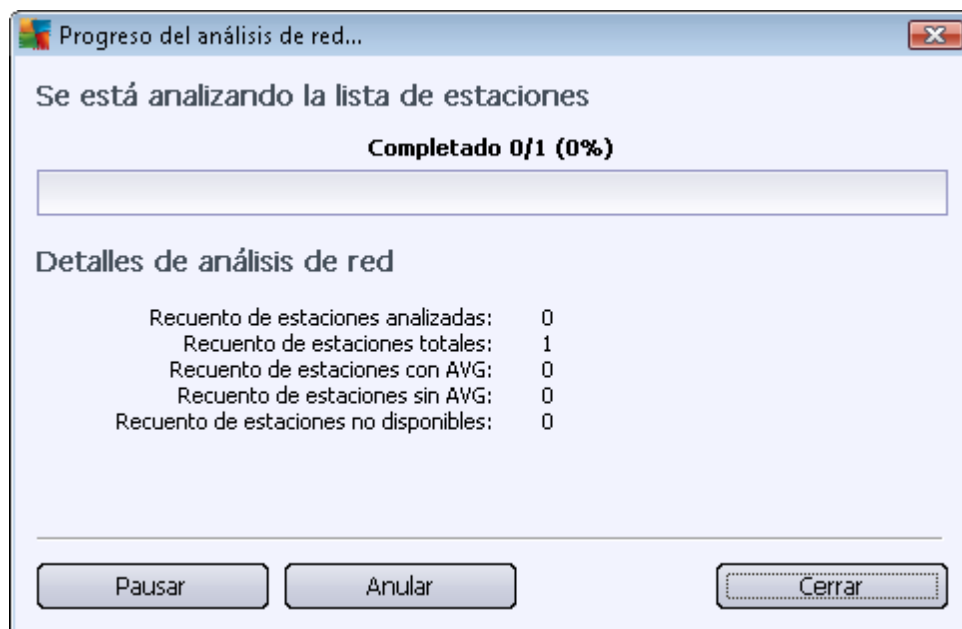 Progreso del análisis de red...
Se está analizando la lista de estaciones
Completado 0/1 (0%)
Detalles de análisis de red
Recuento de estaciones analizadas: 0
Recuento de estaciones totales: 1
Recuento de estaciones con AVG: 0
Recuento de estaciones sin AVG: 0
Recuento de estaciones no disponibles: 0
Pausar Anular Cerrar